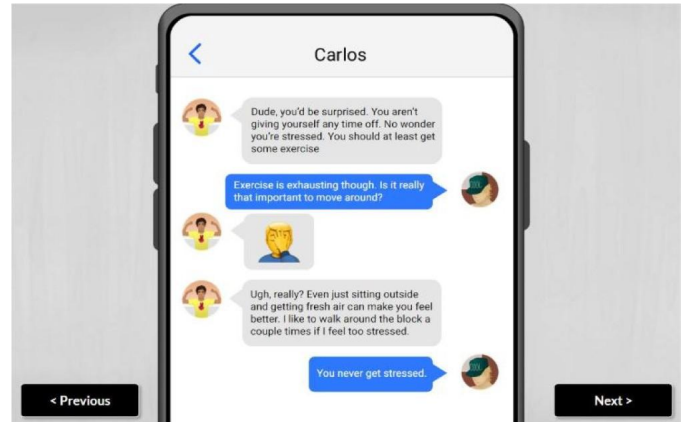 Carlos
Dude, you'd be surprised. You aren't
giving yourself any time off. No wonder
you're stressed. You should at least get
some exercise
Exercise is exhausting though. Is it really
that important to move around?
Ugh, really? Even just sitting outside
and getting fresh air can make you feel
better. I like to walk around the block a
couple times if I feel too stressed.
You never get stressed.
< Previous
Next >